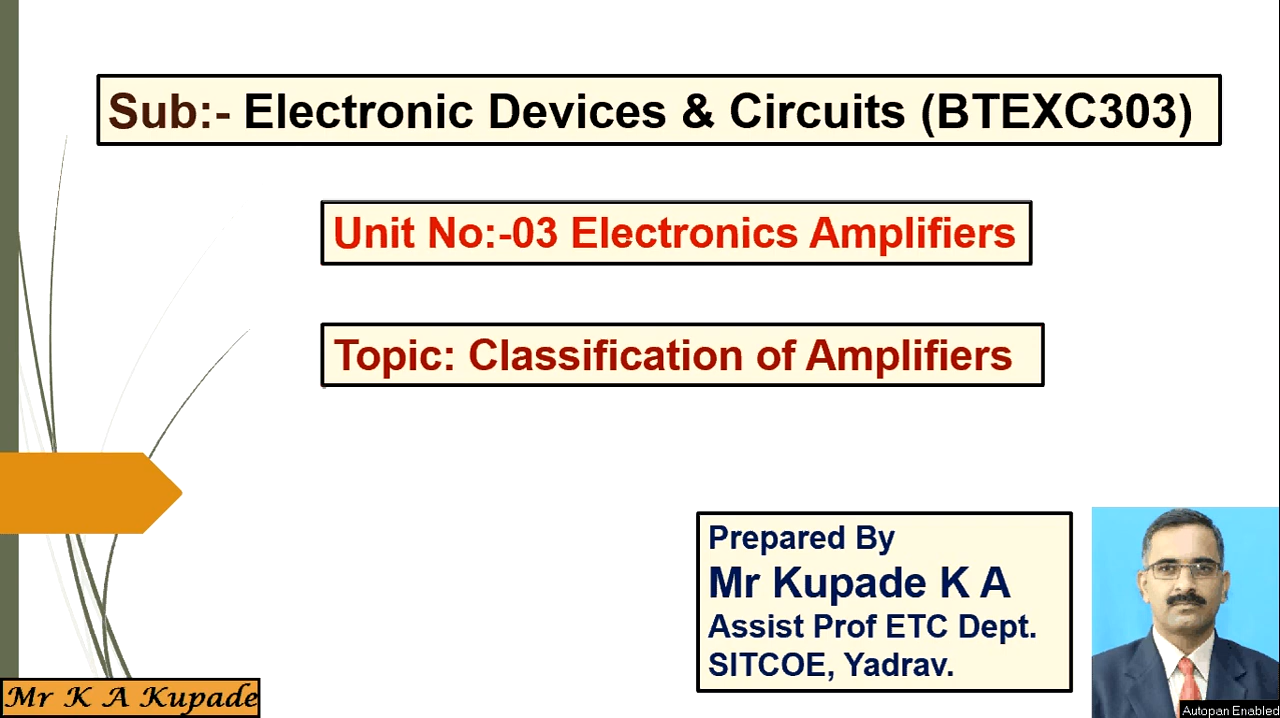 Sub:- Electronic Devices & Circuits (BTEXC303)
Unit No:-03 Electronics Amplifiers
Topic: Classification of Amplifiers
Prepared By
Mr Kupade K A
Assist Prof ETC Dept.
SITCOE, Yadrav.
Mr K A Kupade
Autopan Enabled